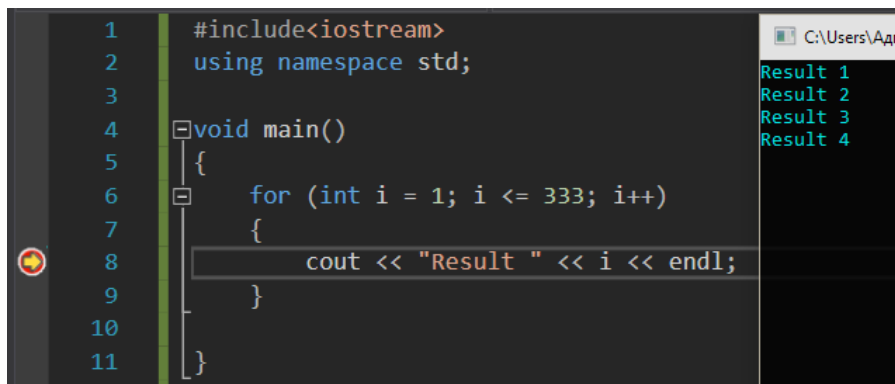 1 #include<iostream>
2 using namespace std;
3
4 void main()
5 {
6 for (int i = 1; i <= 333; i++)
7 {
8 cout << "Result " << i << endl;
9 }
10
11 }
C:\Users\Ад
Result 1
Result 2
Result 3
Result 4